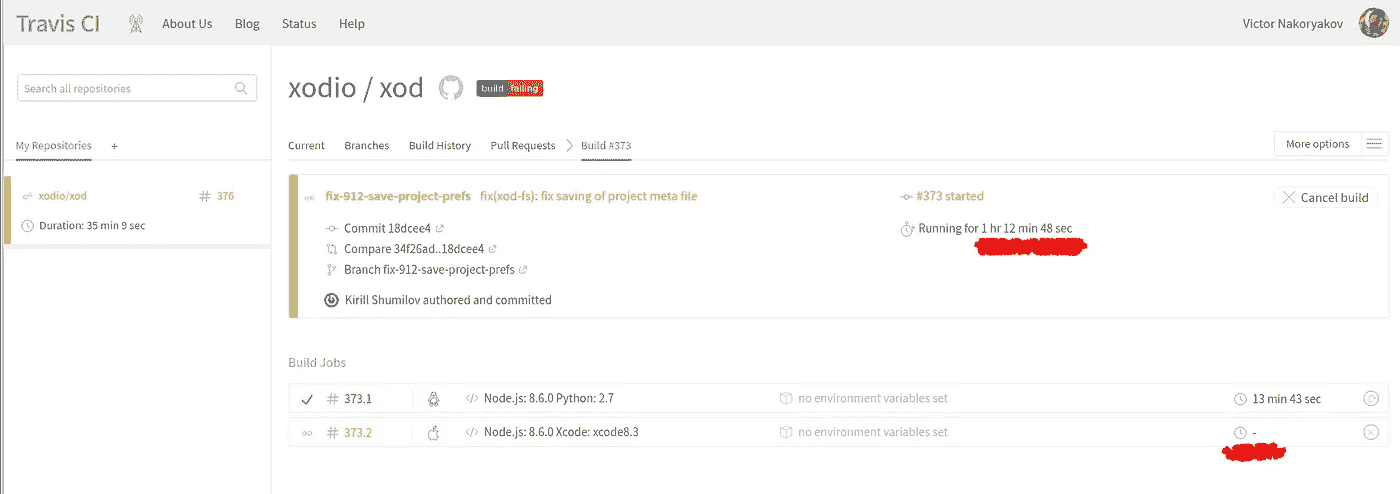 Travis CI About Us Blog Status Help Victor Nakoryakov
Search all repositories
xodio / xod build failing
My Repositories + Current Branches Build History Pull Requests Build #373 More options
xodio/xod # 376
Duration: 35 min 9 sec
fix-912-save-project-prefs fix(xod-fs): fix saving of project meta file #373 started Cancel build
Commit 18dcee4 Running for 1 hr 12 min 48 sec
Compare 34f26ad..18dcee4
Branch fix-912-save-project-prefs
Kirill Shumilov authored and committed
Build Jobs
# 373.1 </> Node.js: 8.6.0 Python: 2.7 no environment variables set 13 min 43 sec
# 373.2 </> Node.js: 8.6.0 Xcode: xcode8.3 no environment variables set -